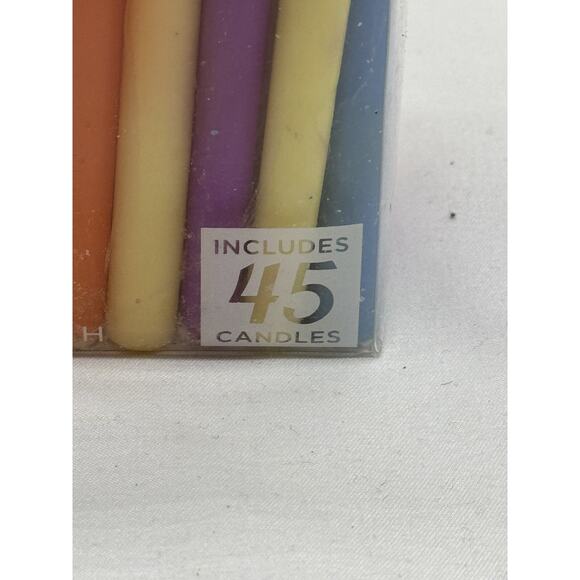 INCLUDES
45
CANDLES
H